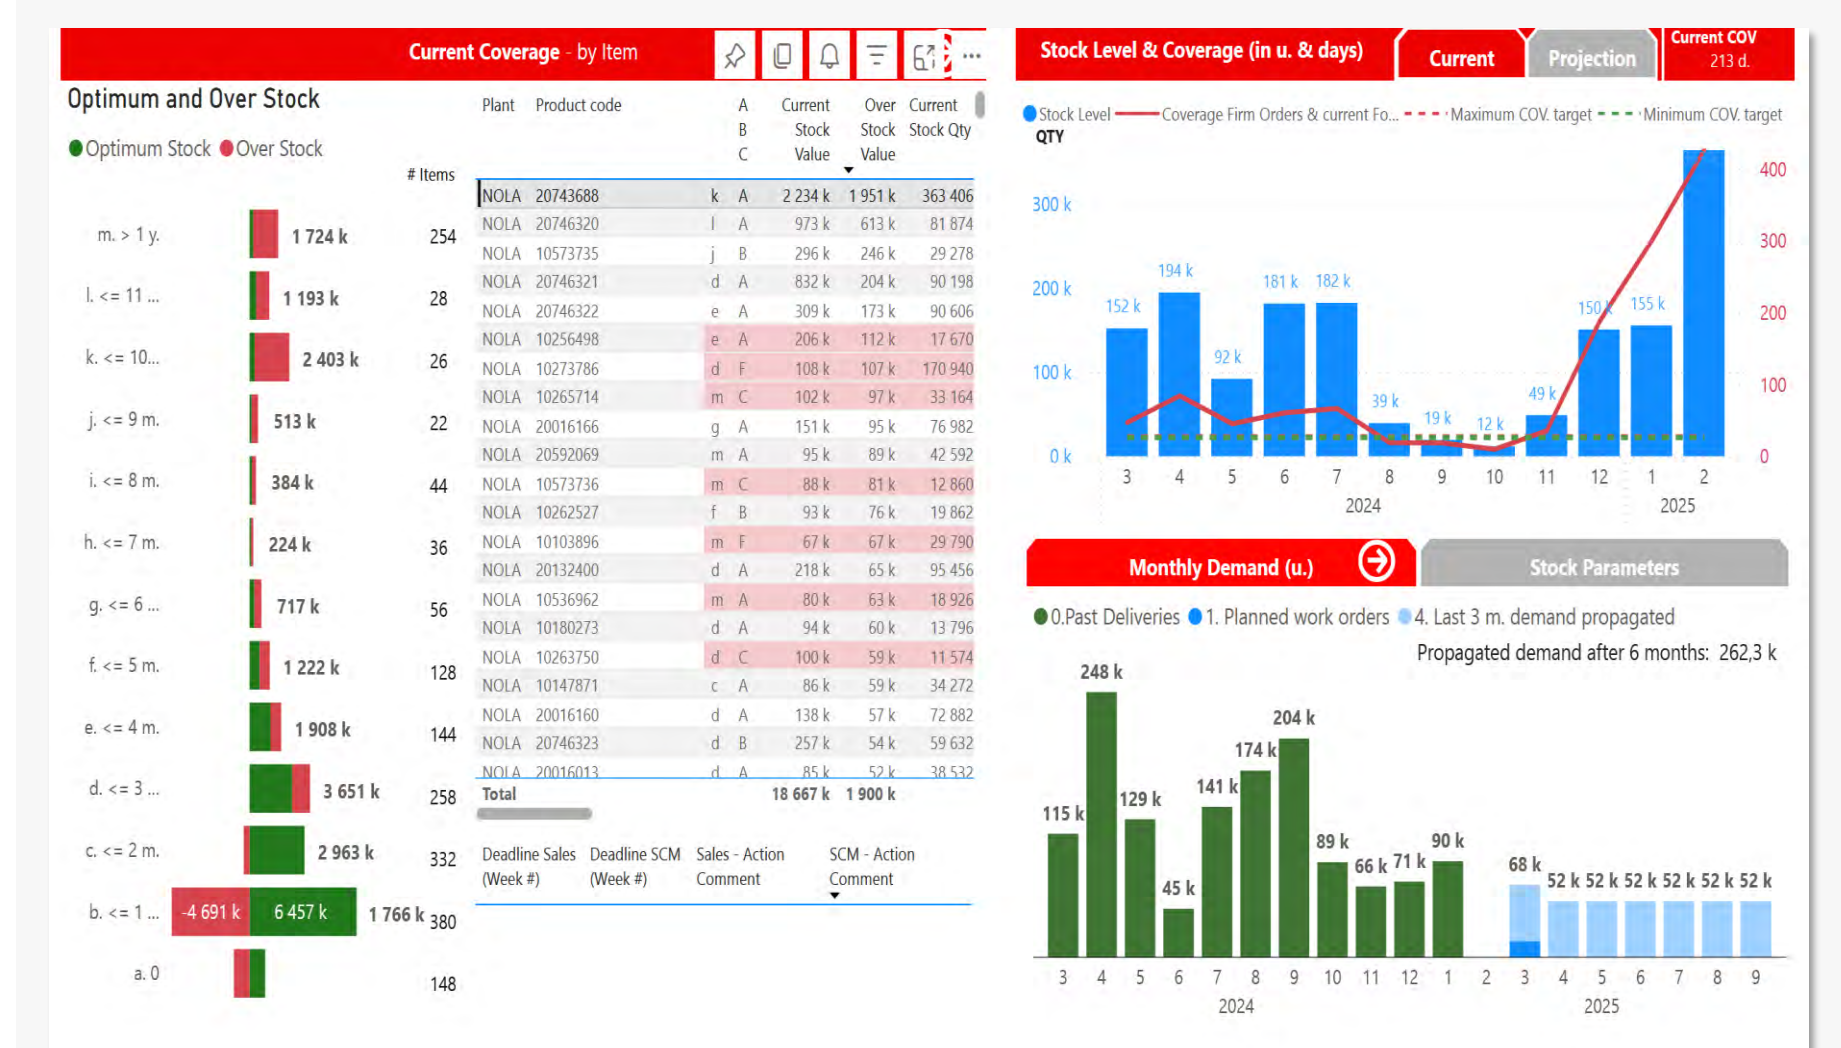 Current Coverage - by Item
Optimum and Over Stock
Optimum Stock Over Stock
# Items
m. > 1 y. 1 724 k 254
l. <= 11 ... 1 193 k 28
k. <= 10... 2 403 k 26
j. <= 9 m. 513 k 22
i. <= 8 m. 384 k 44
h. <= 7 m. 224 k 36
g. <= 6 ... 717 k 56
f. <= 5 m. 1 222 k 128
e. <= 4 m. 1 908 k 144
d. <= 3 ... 3 651 k 258
c. <= 2 m. 2 963 k 332
b. <= 1 ... -4 691 k 6 457 k 1 766 k 380
a. 0 148
Plant Product code A Current Over Current
B Stock Stock Stock Qty
C Value Value
NOLA 20743688 k A 2 234 k 1 951 k 363 406
NOLA 20746320 l A 973 k 613 k 81 874
NOLA 10573735 j B 296 k 246 k 29 278
NOLA 20746321 d A 832 k 204 k 90 198
NOLA 20746322 e A 309 k 173 k 90 606
NOLA 10256498 e A 206 k 112 k 17 670
NOLA 10273786 d F 108 k 107 k 170 940
NOLA 10265714 m C 102 k 97 k 33 164
NOLA 20016166 g A 151 k 95 k 76 982
NOLA 20592069 m A 95 k 89 k 42 592
NOLA 10573736 m C 88 k 81 k 12 860
NOLA 10262527 f B 93 k 76 k 19 862
NOLA 10103896 m F 67 k 67 k 29 790
NOLA 20132400 d A 218 k 65 k 95 456
NOLA 10536962 m A 80 k 63 k 18 926
NOLA 10180273 d A 94 k 60 k 13 796
NOLA 10263750 d C 100 k 59 k 11 574
NOLA 10147871 c A 86 k 59 k 34 272
NOLA 20016160 d A 138 k 57 k 72 882
NOLA 20746323 d B 257 k 54 k 59 632
NOLA 20016013 d A 85 k 52 k 38 532
Total 18 667 k 1 900 k
Deadline Sales Deadline SCM Sales - Action SCM - Action
(Week #) (Week #) Comment Comment
Stock Level & Coverage (in u. & days)
Current
Projection
Current COV
213 d.
Stock Level Coverage Firm Orders & current Fo... Maximum COV. target Minimum COV. target
QTY
400
300 k
300
194 k 181 k 182 k
200 k
152 k 150 k 155 k
200
92 k
100 k
100
39 k 19 k 12 k 49 k
0 k
0
3 4 5 6 7 8 9 10 11 12 1 2
2024 2025
Monthly Demand (u.)
Stock Parameters
0.Past Deliveries 1. Planned work orders 4. Last 3 m. demand propagated
Propagated demand after 6 months: 262,3 k
115 k 248 k 129 k 45 k 141 k 174 k 204 k 89 k 66 k 71 k 90 k 68 k 52 k 52 k 52 k 52 k 52 k 52 k
3 4 5 6 7 8 9 10 11 12 1 2 3 4 5 6 7 8 9
2024 2025